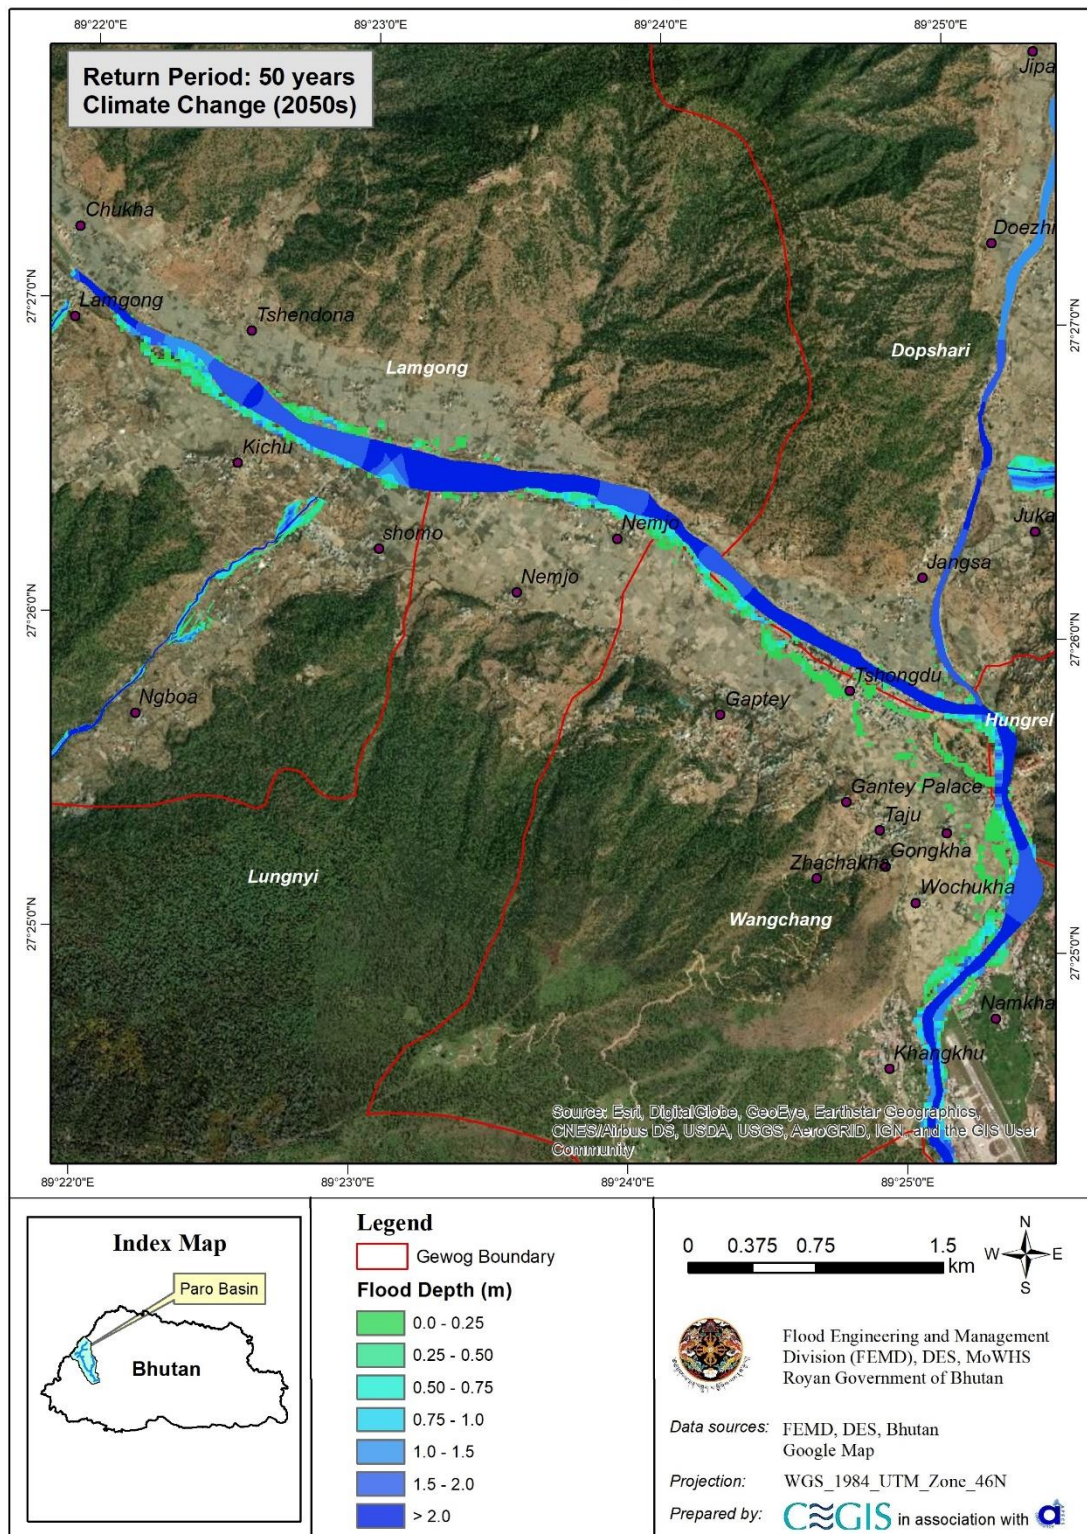 89°22'0"E
89°23'0"E
89°24'0"E
89°25'0"E
Return Period: 50 years
Climate Change (2050s)
Jipa
Chukha
Doezhi
27°27'0"N
Lamgong
Tshendona
27°27'0"N
Dopshari
Lamgong
Kichu
Nemjo
Juka
shomo
Jangsa
Nemjo
27°26'0"N
27°26'0"N
Ngboa
Tshongdu
Gaptey
Hungrel
Gantey Palace
Taju
Gongkha
Zhachakha
Lungnyi
Wochukha
Wangchang
27°25'0"N
27°25'0"N
Namkha
Khangkhu
Source: Esri, DigitalGlobe, GeoEye, Earthstar Geographics,
CNES/Airbus DS, USDA, USGS, AeroGRID, IGN, and the GIS User
Community
89°22'0"E
89°23'0"E
89°24'0"E
89°25'0"E
Index Map
Paro Basin
Bhutan
Legend
Gewog Boundary
Flood Depth (m)
0.0 - 0.25
0.25 - 0.50
0.50 - 0.75
0.75 - 1.0
1.0 - 1.5
1.5 - 2.0
> 2.0
0 0.375 0.75 1.5
km
N
W E
S
Flood Engineering and Management
Division (FEMD), DES, MoWHS
Royan Government of Bhutan
Data sources: FEMD, DES, Bhutan
Google Map
Projection: WGS_1984_UTM_Zone_46N
Prepared by: CEGIS in association with